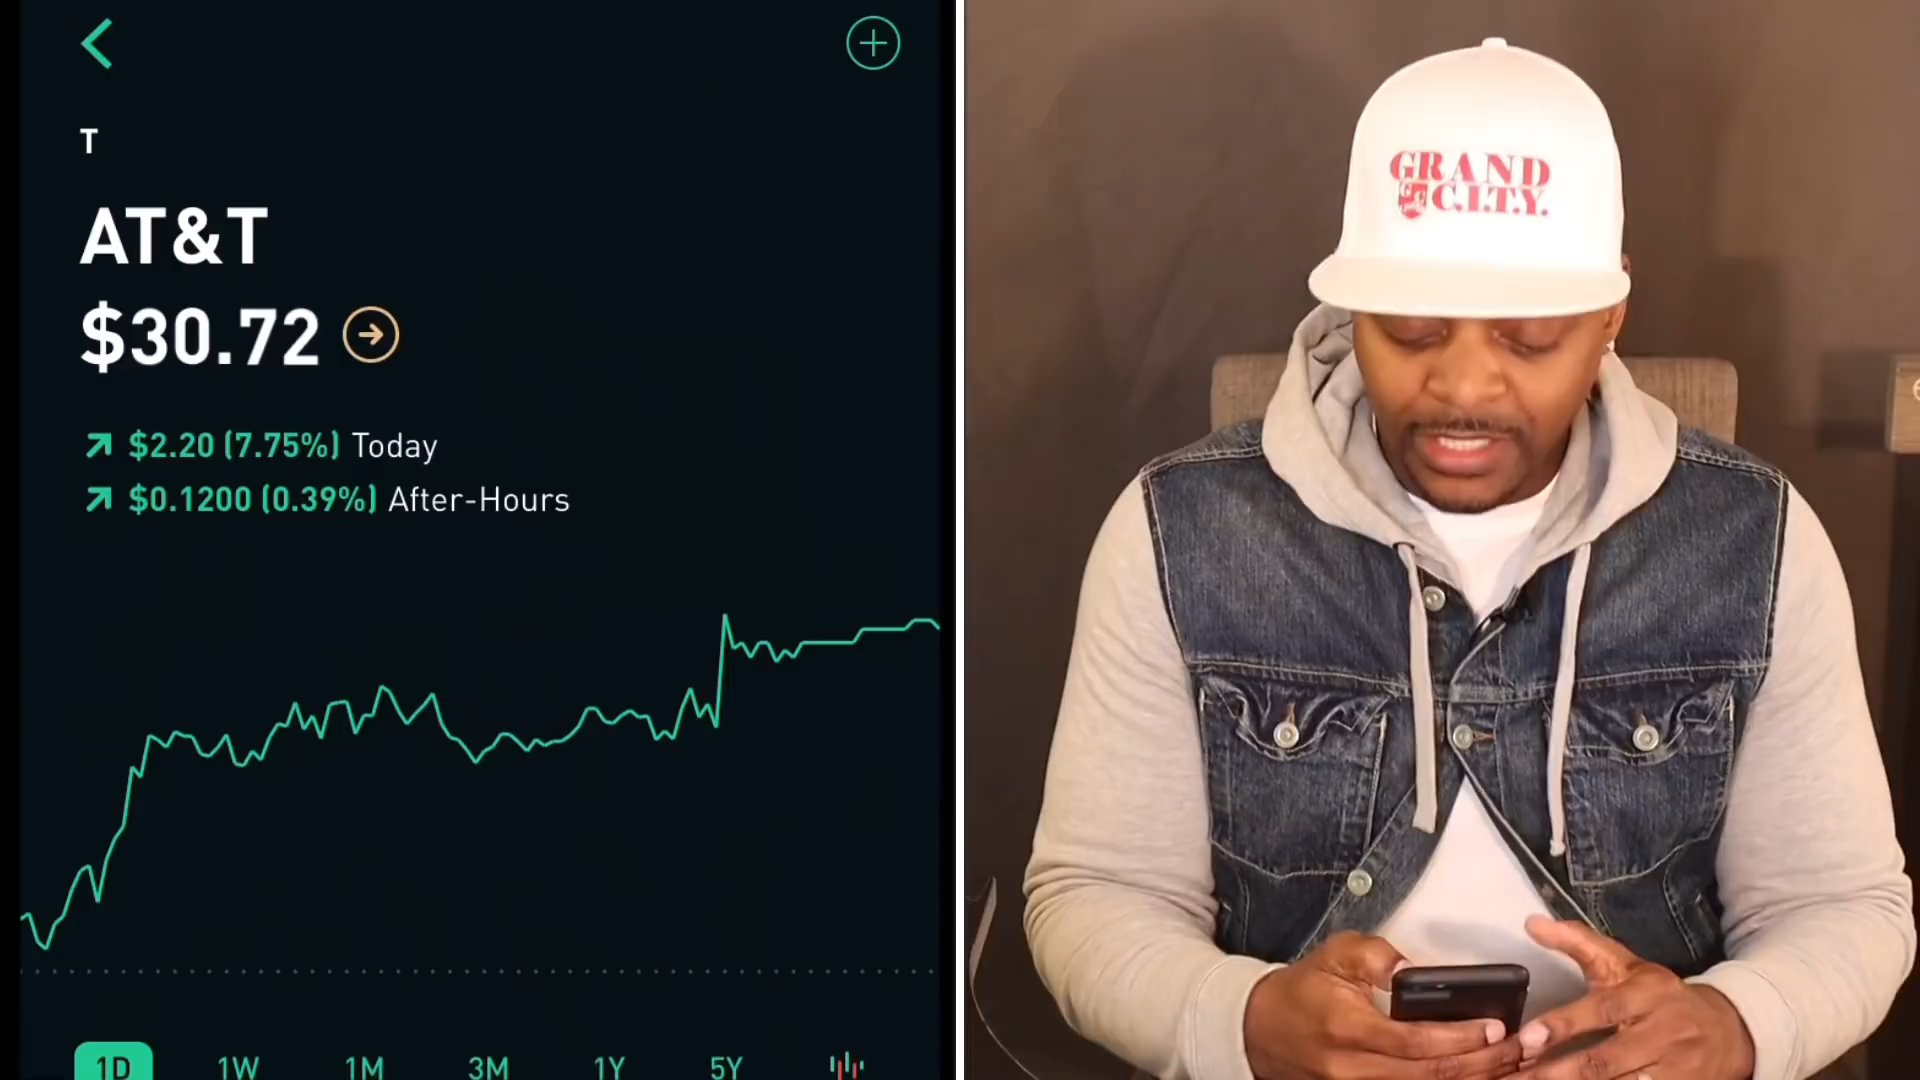 T
AT&T
$30.72
$2.20 (7.75%) Today
$0.1200 (0.39%) After-Hours
1D 1W 1M 3M 1Y 5Y
GRAND
C.I.T.Y.